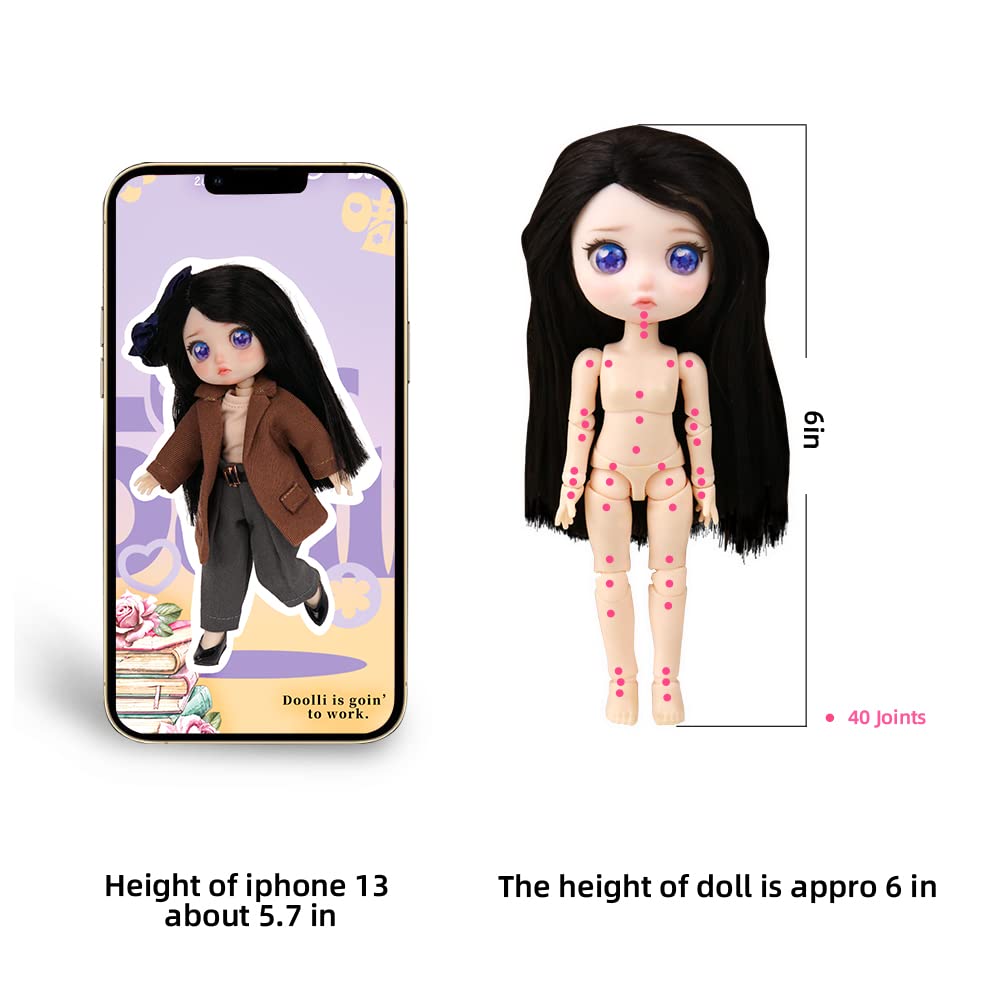 Doolli is goin'
to work.
6in
40 Joints
Height of iphone 13
about 5.7 in
The height of doll is appro 6 in